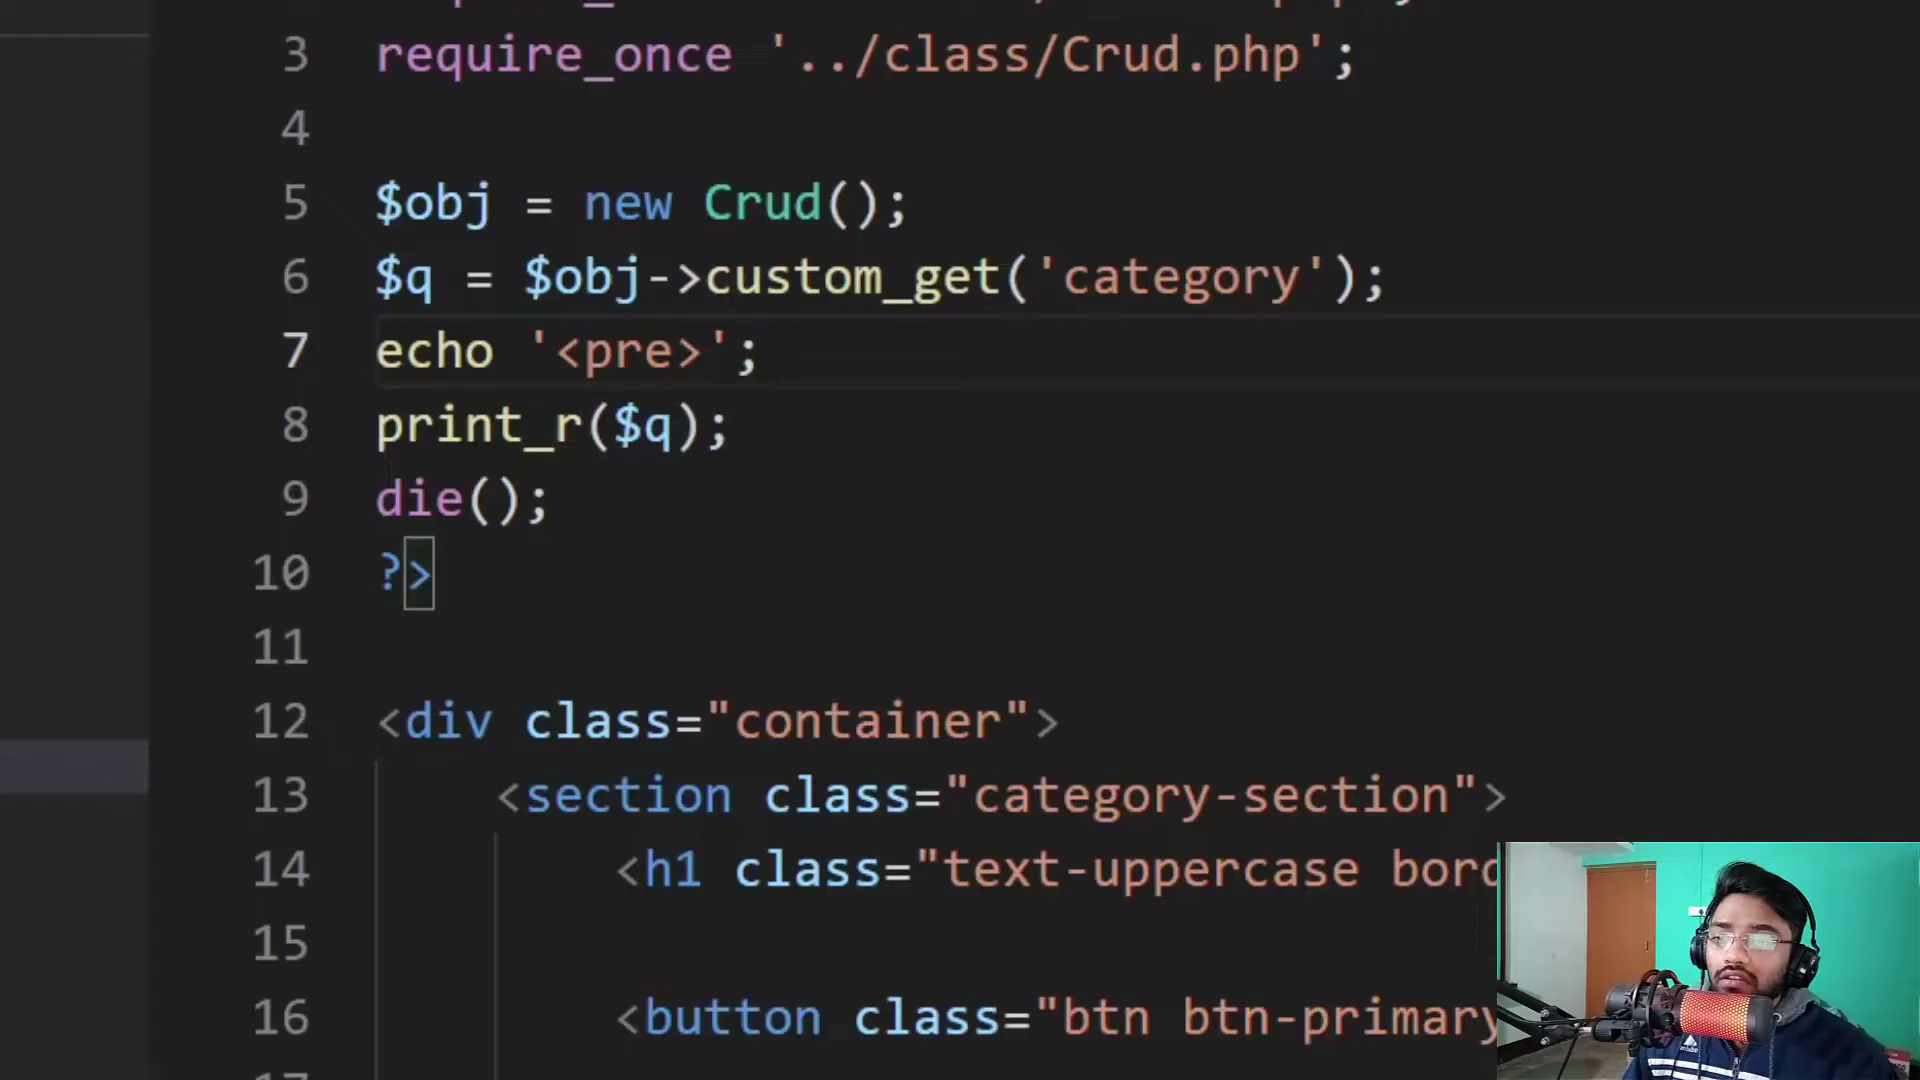 3 require_once '../class/Crud.php';
4
5 $obj = new Crud();
6 $q = $obj->custom_get('category');
7 echo '<pre>';
8 print_r($q);
9 die();
10 ?>
11
12 <div class="container">
13 <section class="category-section">
14 <h1 class="text-uppercase bord
15
16 <button class="btn btn-primary